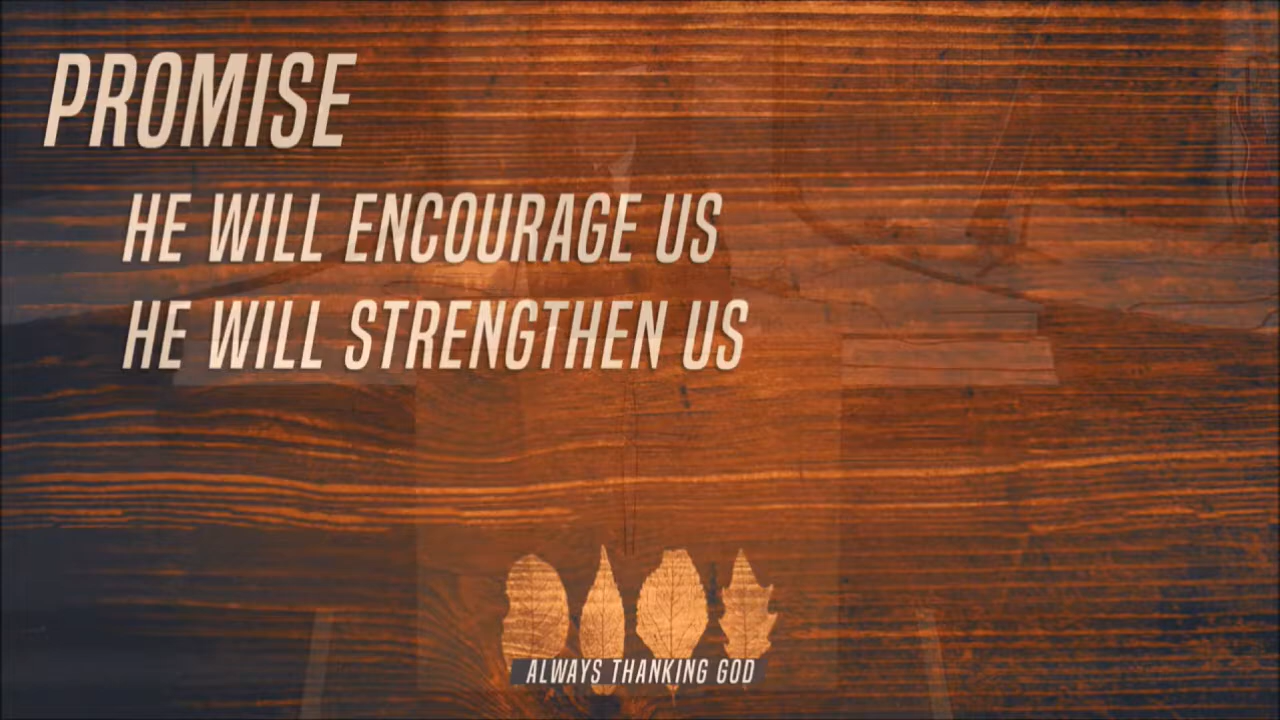 PROMISE
HE WILL ENCOURAGE US
HE WILL STRENGTHEN US
ALWAYS THANKING GOD